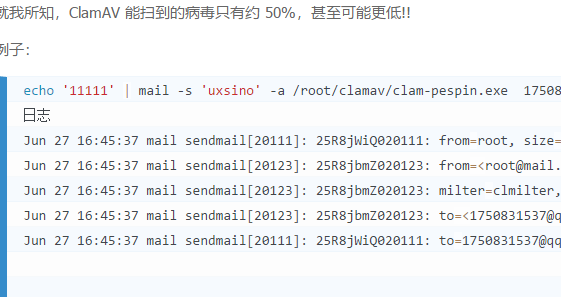 就我所知，ClamAV 能扫到的病毒只有约 50%，甚至可能更低!!
例子：
echo '11111' | mail -s 'uxsino' -a /root/clamav/clam-pespin.exe 17508
日志
Jun 27 16:45:37 mail sendmail[20111]: 25R8jWiQ020111: from=root, size=
Jun 27 16:45:37 mail sendmail[20123]: 25R8jbmZ020123: from=<root@mail.
Jun 27 16:45:37 mail sendmail[20123]: 25R8jbmZ020123: milter=clmilter,
Jun 27 16:45:37 mail sendmail[20123]: 25R8jbmZ020123: to=<1750831537@qq
Jun 27 16:45:37 mail sendmail[20111]: 25R8jWiQ020111: to=1750831537@qq